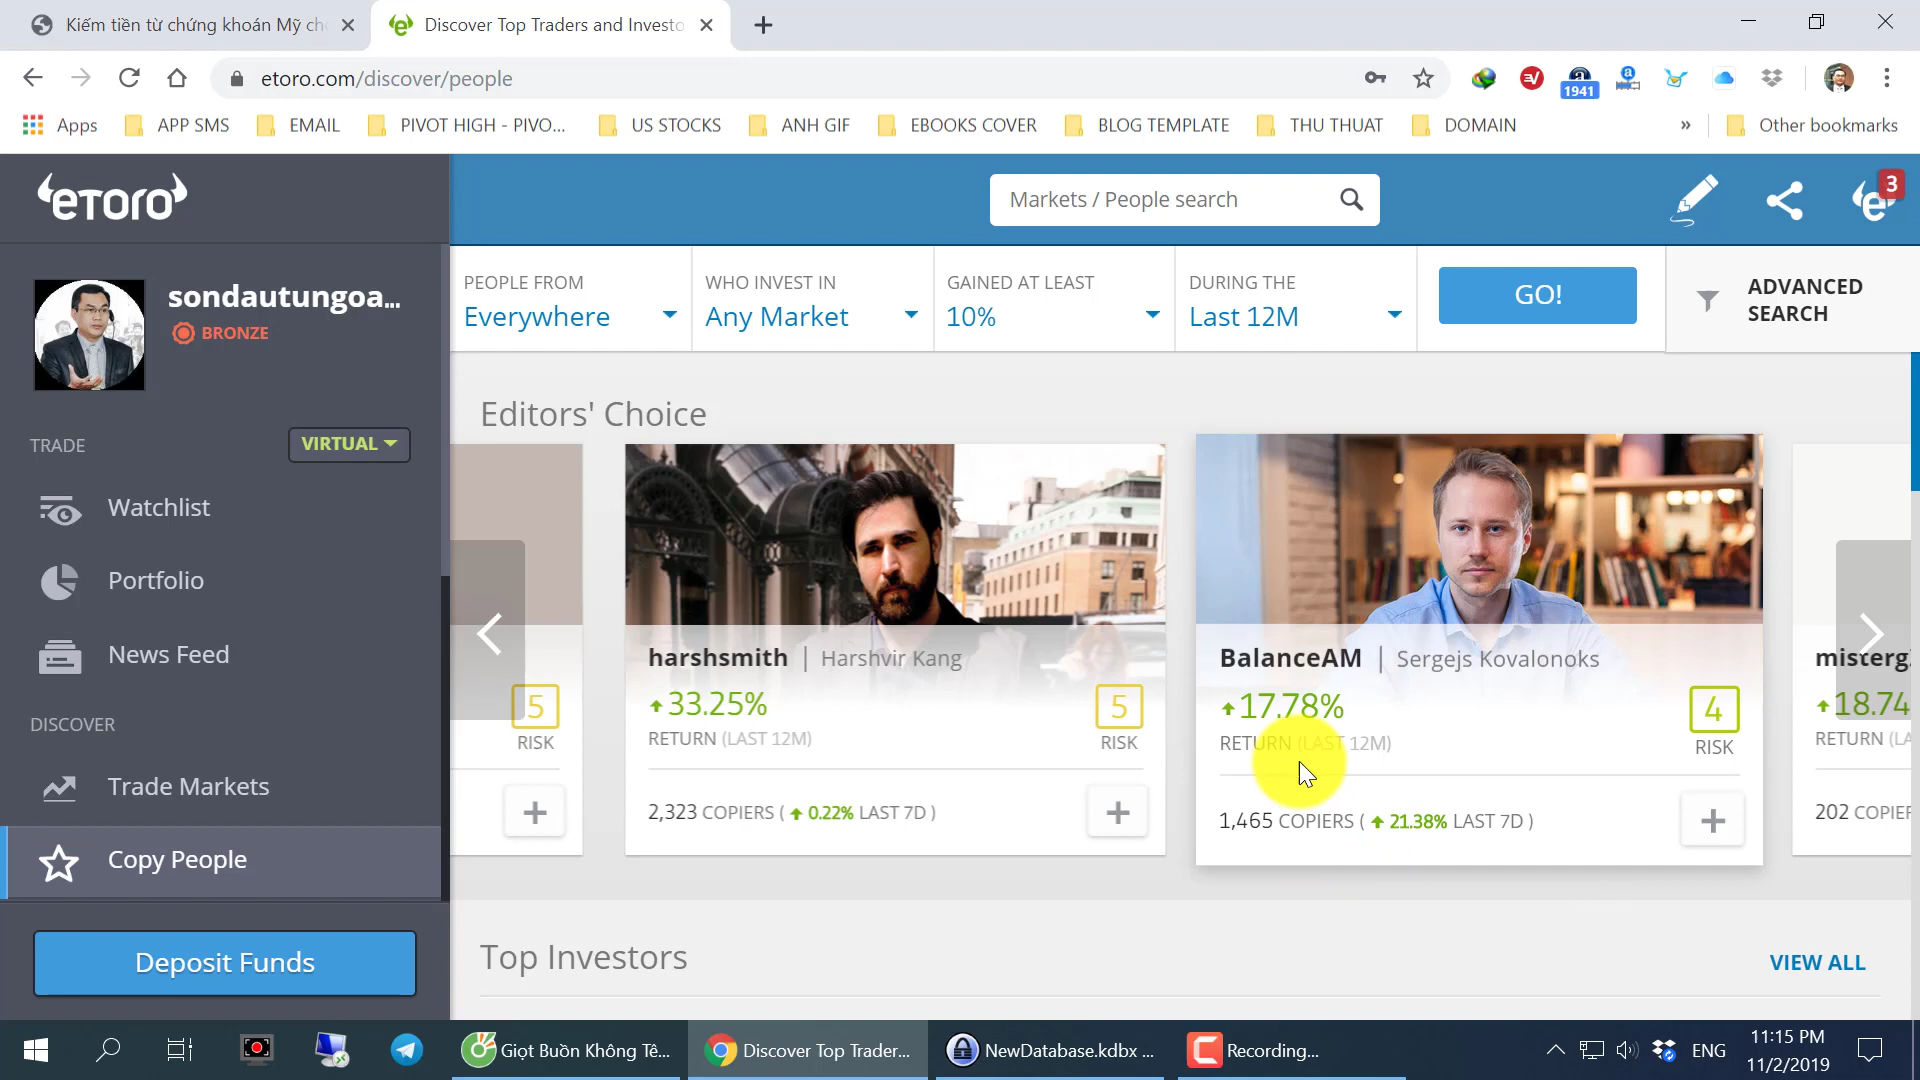 Kiếm tiền từ chứng khoán Mỹ ch
Discover Top Traders and Investo
etoro.com/discover/people
1941
Apps
APP SMS
EMAIL
PIVOT HIGH - PIVO...
US STOCKS
ANH GIF
EBOOKS COVER
BLOG TEMPLATE
THU THUAT
DOMAIN
»
Other bookmarks
etoro
Markets / People search
3
sondautungoa...
BRONZE
PEOPLE FROM
Everywhere
WHO INVEST IN
Any Market
GAINED AT LEAST
10%
DURING THE
Last 12M
GO!
ADVANCED
SEARCH
TRADE
VIRTUAL
Watchlist
Portfolio
News Feed
DISCOVER
Trade Markets
Copy People
Deposit Funds
Editors' Choice
5
RISK
harshsmith | Harshvir Kang
33.25%
RETURN (LAST 12M)
5
RISK
2,323 COPIERS ( 0.22% LAST 7D )
BalanceAM | Sergejs Kovalonoks
17.78%
RETURN (LAST 12M)
4
RISK
1,465 COPIERS ( 21.38% LAST 7D )
misterg
18.74
RETURN (LA
202 COPIER
Top Investors
VIEW ALL
Giọt Buồn Không Tê...
Discover Top Trader...
NewDatabase.kdbx ...
Recording...
ENG
11:15 PM
11/2/2019